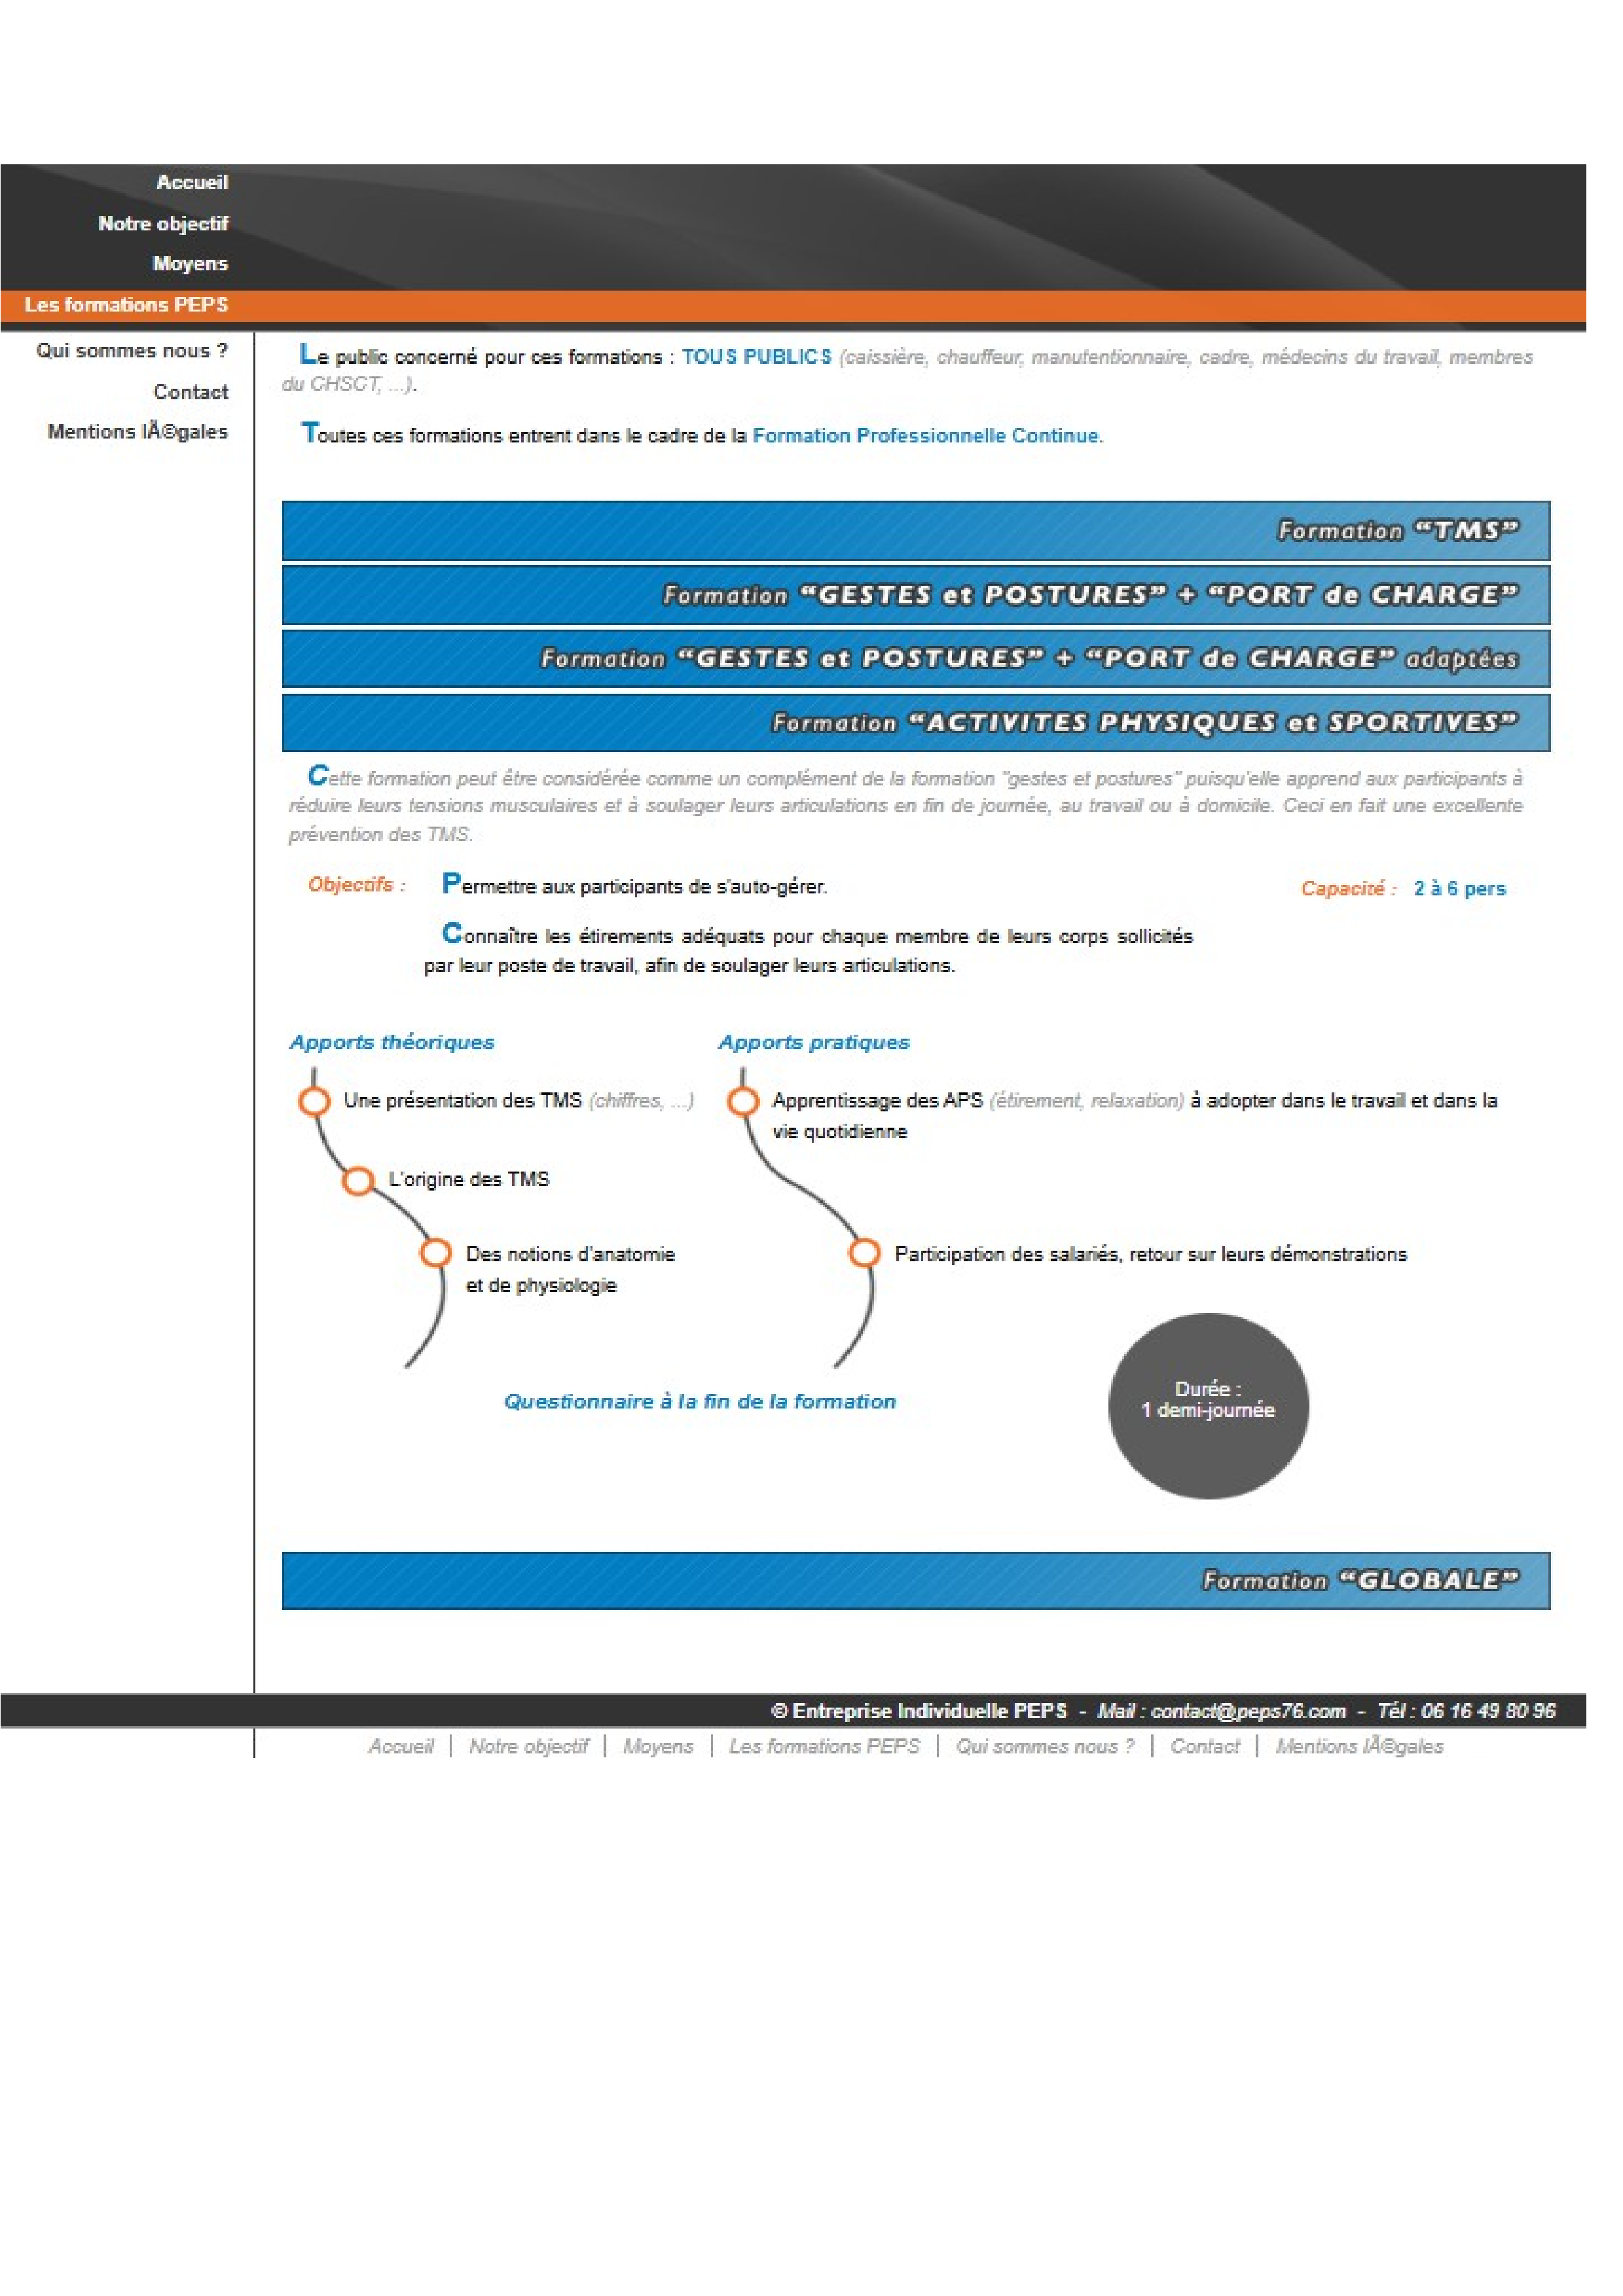 Accueil
Notre objectif
Moyens
Les formations PEPS
Qui sommes nous ?
Contact
Mentions lÃ©gales
Le public concerné pour ces formations : TOUS PUBLICS (caissière, chauffeur, manutentionnaire, cadre, médecins du travail, membres
du CHSCT, ...).
Toutes ces formations entrent dans le cadre de la Formation Professionnelle Continue.
Formation “TMS”
Formation “GESTES et POSTURES” + “PORT de CHARGE”
Formation “GESTES et POSTURES” + “PORT de CHARGE” adaptées
Formation “ACTIVITES PHYSIQUES et SPORTIVES”
Cette formation peut être considérée comme un complément de la formation "gestes et postures" puisqu'elle apprend aux participants à
réduire leurs tensions musculaires et à soulager leurs articulations en fin de journée, au travail ou à domicile. Ceci en fait une excellente
prévention des TMS.
Objectifs : Permettre aux participants de s'auto-gérer. Capacité : 2 à 6 pers
Connaître les étirements adéquats pour chaque membre de leurs corps sollicités
par leur poste de travail, afin de soulager leurs articulations.
Apports théoriques
Une présentation des TMS (chiffres, ...)
L'origine des TMS
Des notions d'anatomie
et de physiologie
Apports pratiques
Apprentissage des APS (étirement, relaxation) à adopter dans le travail et dans la
vie quotidienne
Participation des salariés, retour sur leurs démonstrations
Questionnaire à la fin de la formation
Durée :
1 demi-journée
Formation “GLOBALE”
© Entreprise Individuelle PEPS - Mail : contact@peps76.com - Tél : 06 16 49 80 96
Accueil | Notre objectif | Moyens | Les formations PEPS | Qui sommes nous ? | Contact | Mentions lÃ©gales